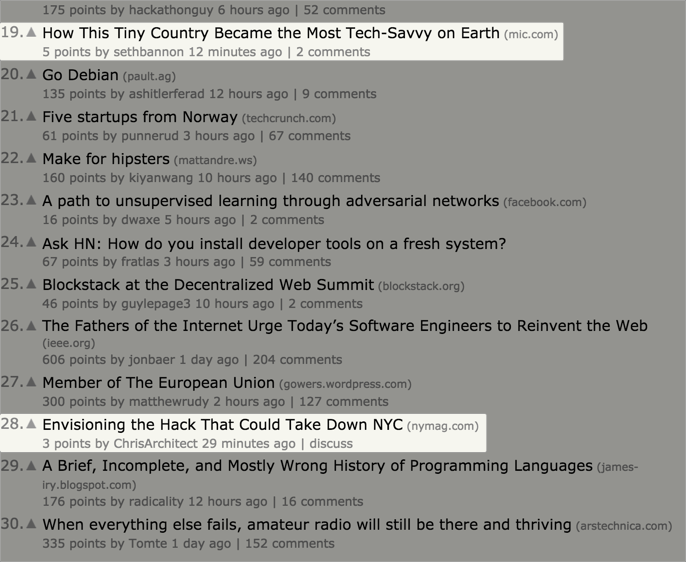 175 points by hackathonguy 6 hours ago | 52 comments
19. ▲ How This Tiny Country Became the Most Tech-Savvy on Earth (mic.com)
5 points by sethbannon 12 minutes ago | 2 comments
20. ▲ Go Debian (pault.ag)
135 points by ashitlerferad 12 hours ago | 9 comments
21. ▲ Five startups from Norway (techcrunch.com)
61 points by punnerud 3 hours ago | 67 comments
22. ▲ Make for hipsters (mattandre.ws)
160 points by kiyanwang 10 hours ago | 140 comments
23. ▲ A path to unsupervised learning through adversarial networks (facebook.com)
16 points by dwaxe 5 hours ago | 2 comments
24. ▲ Ask HN: How do you install developer tools on a fresh system?
67 points by fratlas 3 hours ago | 59 comments
25. ▲ Blockstack at the Decentralized Web Summit (blockstack.org)
46 points by guylepage3 10 hours ago | 2 comments
26. ▲ The Fathers of the Internet Urge Today’s Software Engineers to Reinvent the Web
(ieee.org)
606 points by jonbaer 1 day ago | 204 comments
27. ▲ Member of The European Union (gowers.wordpress.com)
300 points by matthewrudy 2 hours ago | 127 comments
28. ▲ Envisioning the Hack That Could Take Down NYC (nymag.com)
3 points by ChrisArchitect 29 minutes ago | discuss
29. ▲ A Brief, Incomplete, and Mostly Wrong History of Programming Languages (james-
iry.blogspot.com)
176 points by radicality 12 hours ago | 16 comments
30. ▲ When everything else fails, amateur radio will still be there and thriving (arstechnica.com)
335 points by Tomte 1 day ago | 152 comments